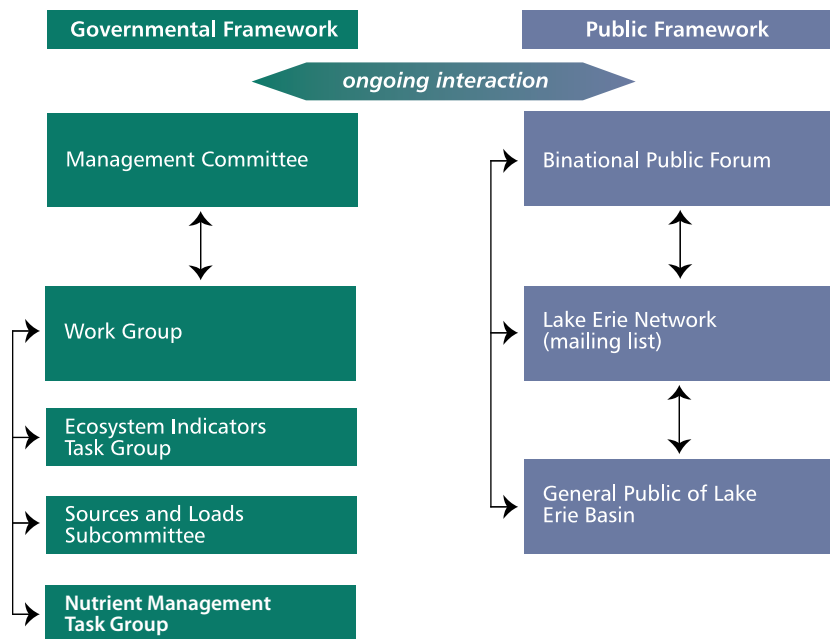 Governmental Framework
Public Framework
ongoing interaction
Management Committee
Work Group
Ecosystem Indicators
Task Group
Sources and Loads
Subcommittee
Nutrient Management
Task Group
Binational Public Forum
Lake Erie Network
(mailing list)
General Public of Lake
Erie Basin